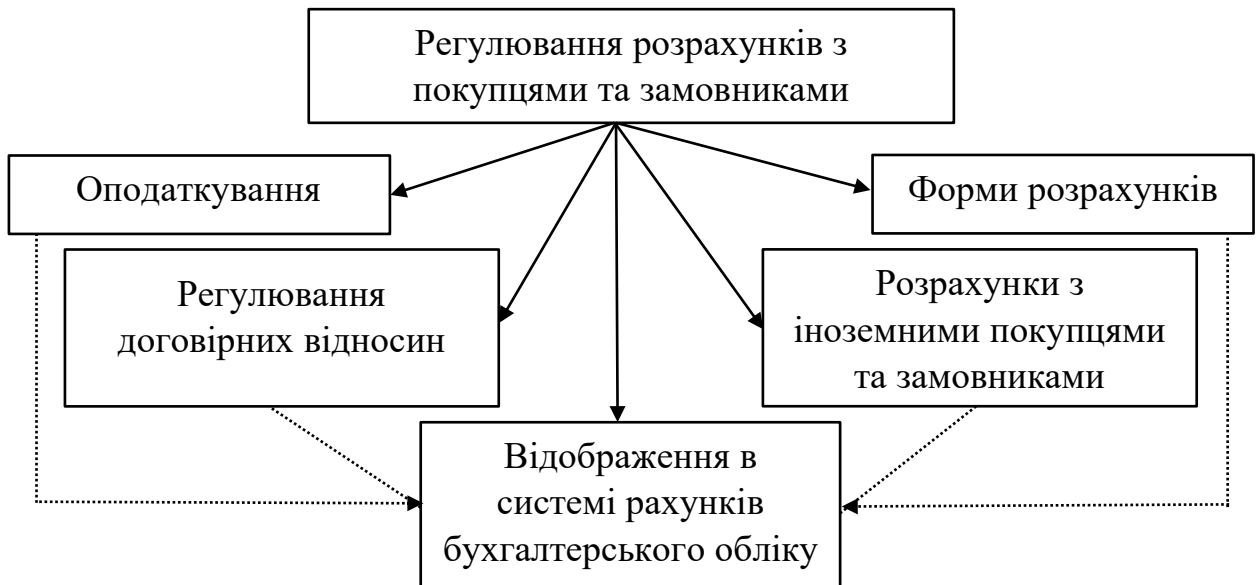 Регулювання розрахунків з
покупцями та замовниками
Оподаткування
Форми розрахунків
Регулювання
договірних відносин
Розрахунки з
іноземними покупцями
та замовниками
Відображення в
системі рахунків
бухгалтерського обліку